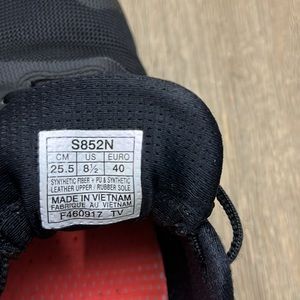 S852N
CM US EURO
25.5 8½ 40
SYNTHETIC FIBER + PU & SYNTHETIC
LEATHER UPPER / RUBBER SOLE
MADE IN VIETNAM
FABRIQUE AU VIETNAM
F460917 TV